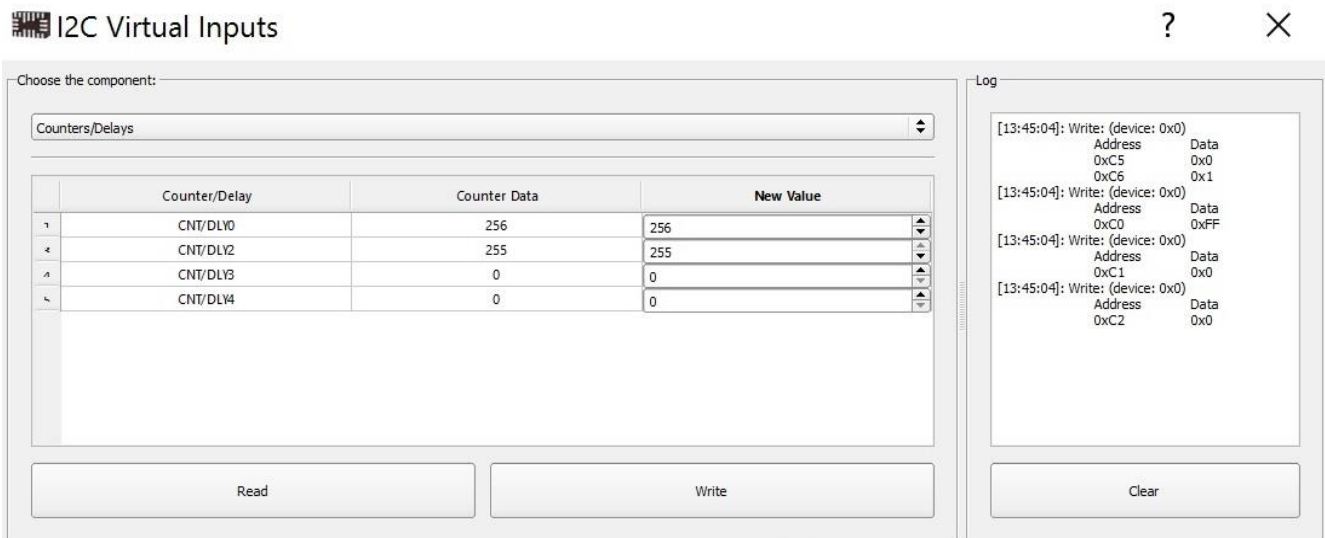 I2C Virtual Inputs
?
Choose the component:
Counters/Delays
Counter/Delay Counter Data New Value
CNT/DLY0 256 256
CNT/DLY2 255 255
CNT/DLY3 0 0
CNT/DLY4 0 0
Read Write
Log
[13:45:04]: Write: (device: 0x0)
Address Data
0xC5 0x0
0xC6 0x1
[13:45:04]: Write: (device: 0x0)
Address Data
0xC0 0xFF
[13:45:04]: Write: (device: 0x0)
Address Data
0xC1 0x0
[13:45:04]: Write: (device: 0x0)
Address Data
0xC2 0x0
Clear